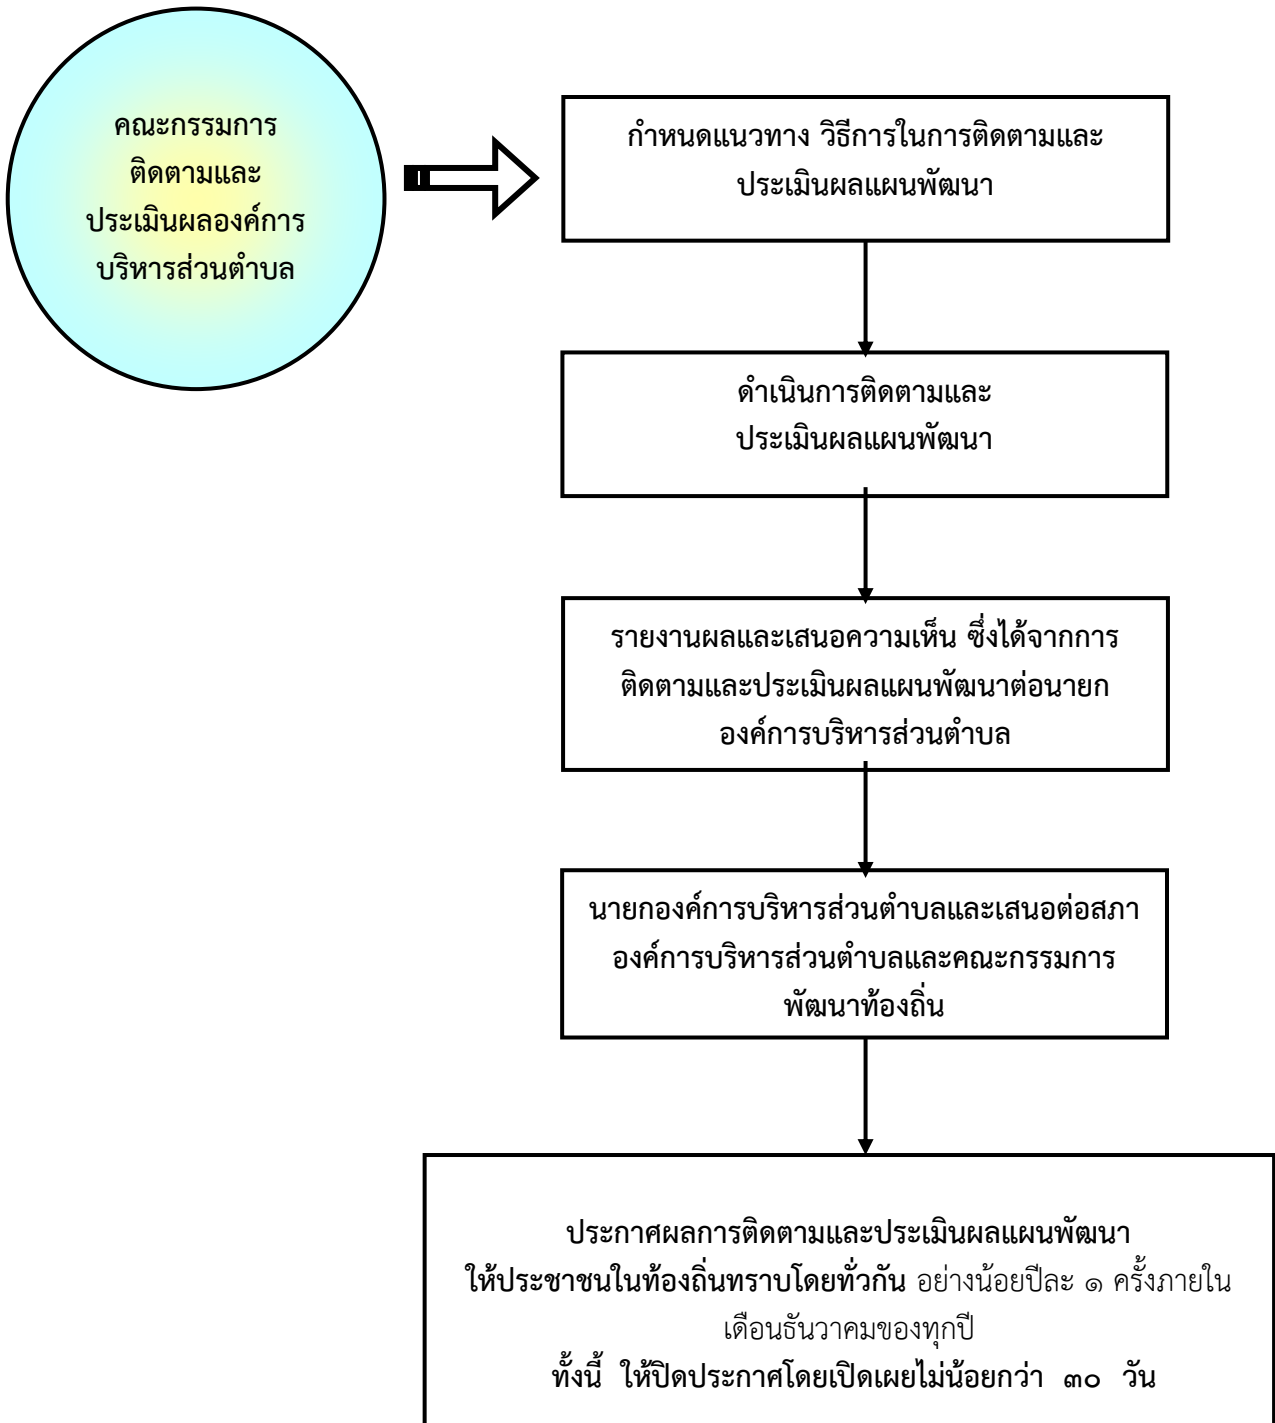 คณะกรรมการ
ติดตามและ
ประเมินผลองค์การ
บริหารส่วนตำบล
กำหนดแนวทาง วิธีการในการติดตามและ
ประเมินผลแผนพัฒนา
ดำเนินการติดตามและ
ประเมินผลแผนพัฒนา
รายงานผลและเสนอความเห็น ซึ่งได้จากการ
ติดตามและประเมินผลแผนพัฒนาต่อนายก
องค์การบริหารส่วนตำบล
นายกองค์การบริหารส่วนตำบลและเสนอต่อสภา
องค์การบริหารส่วนตำบลและคณะกรรมการ
พัฒนาท้องถิ่น
ประกาศผลการติดตามและประเมินผลแผนพัฒนา
ให้ประชาชนในท้องถิ่นทราบโดยทั่วกัน อย่างน้อยปีละ ๑ ครั้งภายใน
เดือนธันวาคมของทุกปี
ทั้งนี้ ให้ปิดประกาศโดยเปิดเผยไม่น้อยกว่า ๓๐ วัน